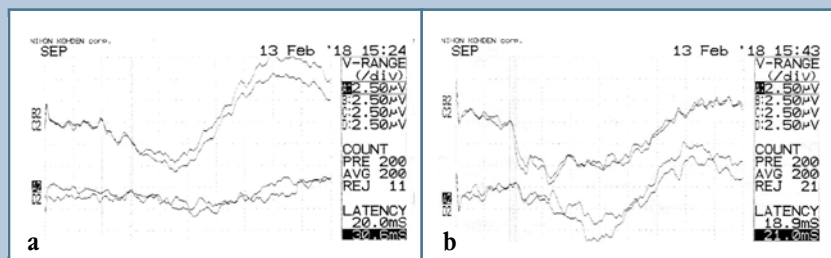 NIHON KOHDEN corp.
SEP 13 Feb '18 15:24
V-RANGE
(/div)
A:2.50μV
B:2.50μV
C:2.50μV
D:2.50μV
COUNT
PRE 200
AVG 200
REJ 11
LATENCY
20.0mS
30.6mS
a
NIHON KOHDEN corp.
SEP 13 Feb '18 15:43
V-RANGE
(/div)
A:2.50μV
B:2.50μV
C:2.50μV
D:2.50μV
COUNT
PRE 200
AVG 200
REJ 21
LATENCY
18.9mS
21.0mS
b